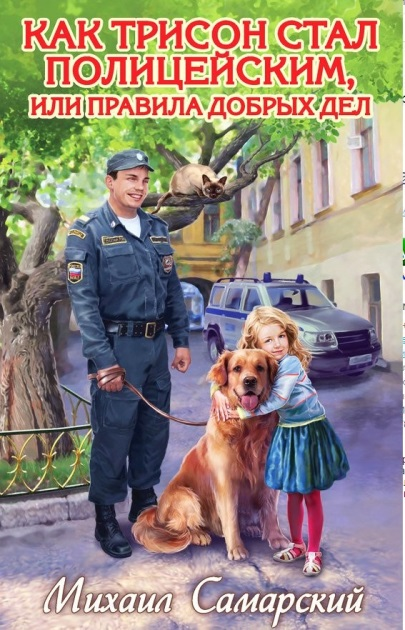 КАК ТРИСОН СТАЛ
ПОЛИЦЕЙСКИМ,
ИЛИ ПРАВИЛА ДОБРЫХ ДЕЛ
Михаил Самарский